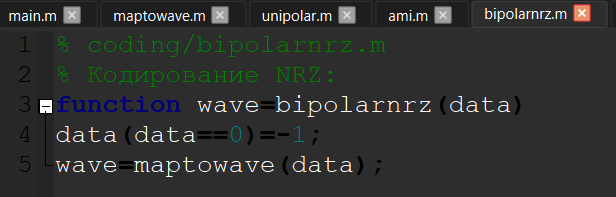 main.m maptowave.m unipolar.m ami.m bipolarnrz.m
1 % coding/bipolarnrz.m
2 % Кодирование NRZ:
3 function wave=bipolarnrz(data)
4 data(data==0)=-1;
5 wave=maptowave(data);